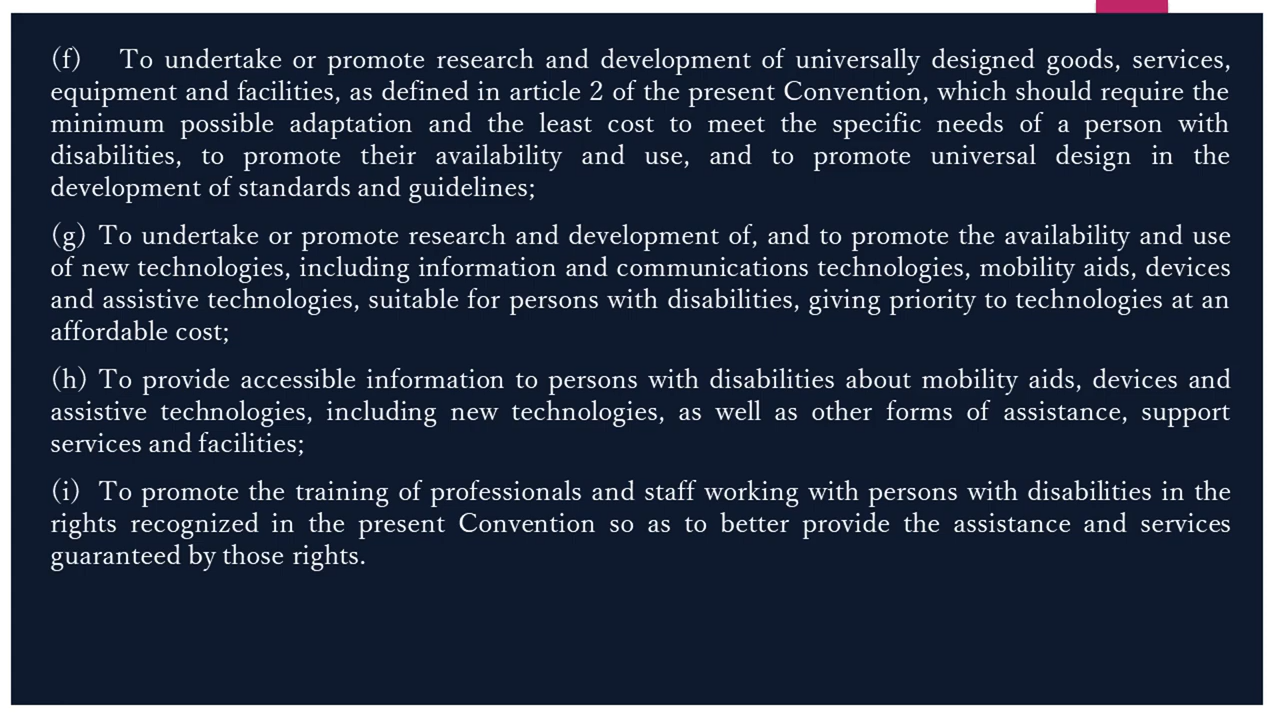 (f) To undertake or promote research and development of universally designed goods, services,
equipment and facilities, as defined in article 2 of the present Convention, which should require the
minimum possible adaptation and the least cost to meet the specific needs of a person with
disabilities, to promote their availability and use, and to promote universal design in the
development of standards and guidelines;
(g) To undertake or promote research and development of, and to promote the availability and use
of new technologies, including information and communications technologies, mobility aids, devices
and assistive technologies, suitable for persons with disabilities, giving priority to technologies at an
affordable cost;
(h) To provide accessible information to persons with disabilities about mobility aids, devices and
assistive technologies, including new technologies, as well as other forms of assistance, support
services and facilities;
(i) To promote the training of professionals and staff working with persons with disabilities in the
rights recognized in the present Convention so as to better provide the assistance and services
guaranteed by those rights.